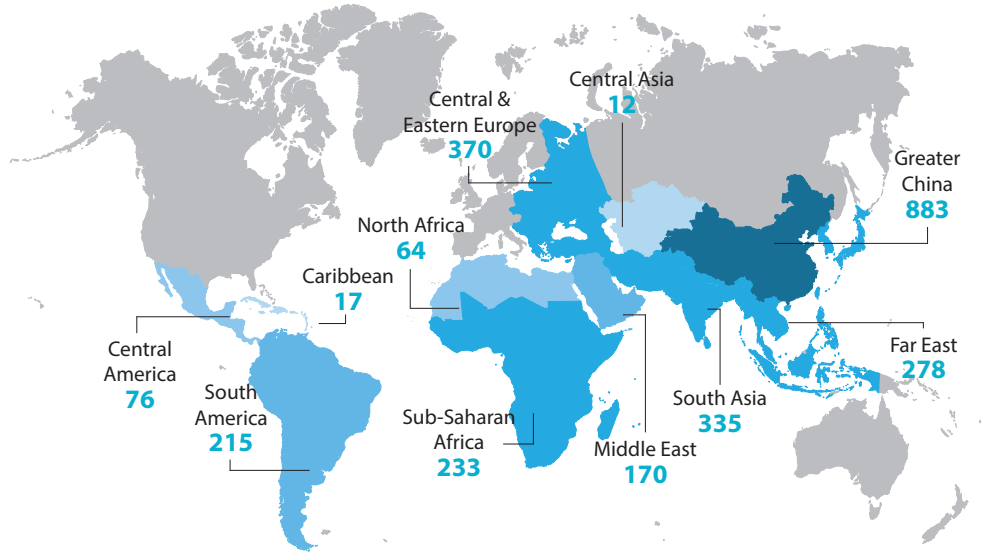 Central Asia
12
Central &
Eastern Europe
370
Greater
China
883
North Africa
64
Caribbean
17
Central
America
76
South
America
215
Sub-Saharan
Africa
233
Middle East
170
South Asia
335
Far East
278